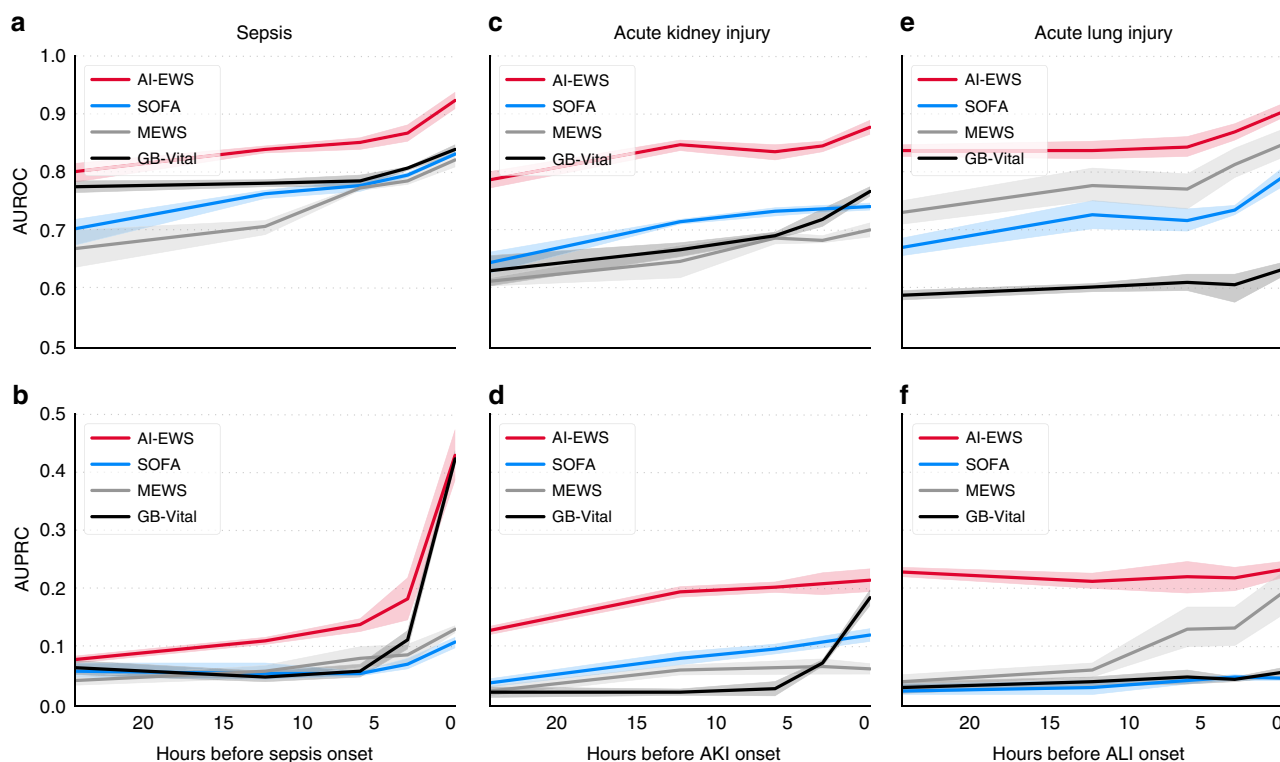 a
Sepsis
c
Acute kidney injury
e
Acute lung injury
AUROC
1.0
0.9
0.8
0.7
0.6
0.5
AI-EWS
SOFA
MEWS
GB-Vital
AI-EWS
SOFA
MEWS
GB-Vital
AI-EWS
SOFA
MEWS
GB-Vital
b
d
f
AUPRC
0.5
0.4
0.3
0.2
0.1
0.0
AI-EWS
SOFA
MEWS
GB-Vital
AI-EWS
SOFA
MEWS
GB-Vital
AI-EWS
SOFA
MEWS
GB-Vital
20 15 10 5 0
20 15 10 5 0
20 15 10 5 0
Hours before sepsis onset
Hours before AKI onset
Hours before ALI onset